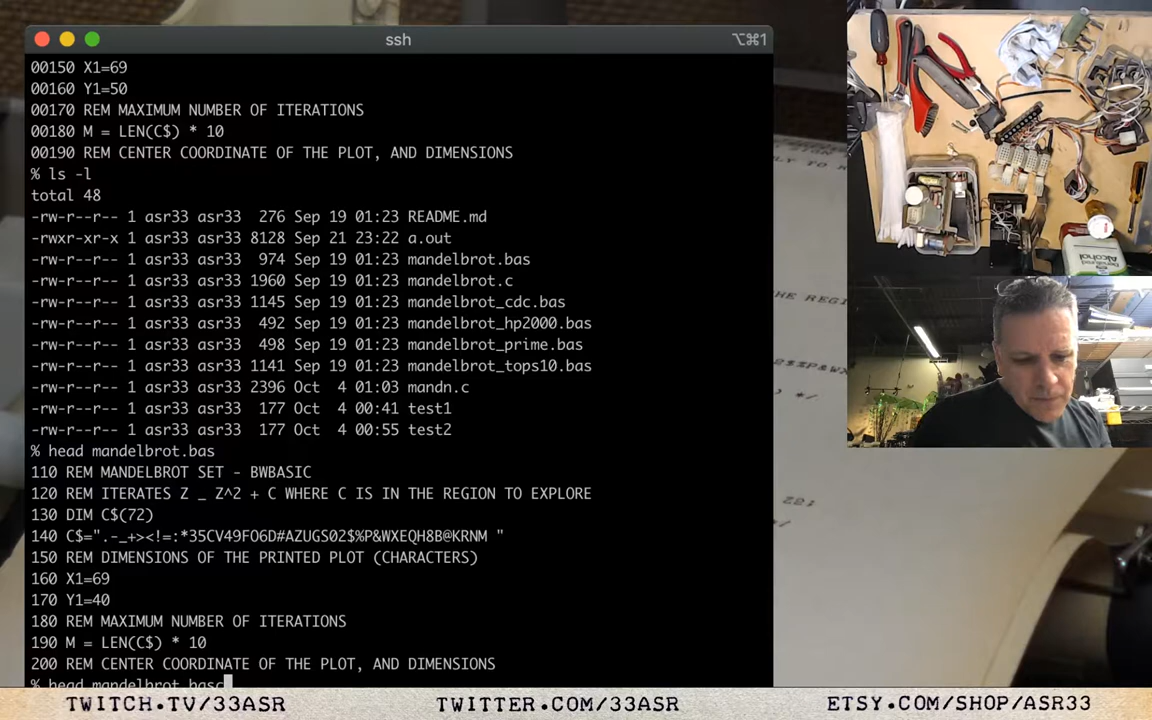 ssh
⌥⌘1
00150 X1=69
00160 Y1=50
00170 REM MAXIMUM NUMBER OF ITERATIONS
00180 M = LEN(C$) * 10
00190 REM CENTER COORDINATE OF THE PLOT, AND DIMENSIONS
% ls -l
total 48
-rw-r--r-- 1 asr33 asr33  276 Sep 19 01:23 README.md
-rwxr-xr-x 1 asr33 asr33 8128 Sep 21 23:22 a.out
-rw-r--r-- 1 asr33 asr33  974 Sep 19 01:23 mandelbrot.bas
-rw-r--r-- 1 asr33 asr33 1960 Sep 19 01:23 mandelbrot.c
-rw-r--r-- 1 asr33 asr33 1145 Sep 19 01:23 mandelbrot_cdc.bas
-rw-r--r-- 1 asr33 asr33  492 Sep 19 01:23 mandelbrot_hp2000.bas
-rw-r--r-- 1 asr33 asr33  498 Sep 19 01:23 mandelbrot_prime.bas
-rw-r--r-- 1 asr33 asr33 1141 Sep 19 01:23 mandelbrot_tops10.bas
-rw-r--r-- 1 asr33 asr33 2396 Oct  4 01:03 mandn.c
-rw-r--r-- 1 asr33 asr33  177 Oct  4 00:41 test1
-rw-r--r-- 1 asr33 asr33  177 Oct  4 00:55 test2
% head mandelbrot.bas
110 REM MANDELBROT SET - BWBASIC
120 REM ITERATES Z _ Z^2 + C WHERE C IS IN THE REGION TO EXPLORE
130 DIM C$(72)
140 C$=".-_+><!=:*35CV49FO6D#AZUGS02$%P&WXEQH8B@KRNM "
150 REM DIMENSIONS OF THE PRINTED PLOT (CHARACTERS)
160 X1=69
170 Y1=40
180 REM MAXIMUM NUMBER OF ITERATIONS
190 M = LEN(C$) * 10
200 REM CENTER COORDINATE OF THE PLOT, AND DIMENSIONS
% head mandelbrot.basc
Alcohol
TWITCH.TV/33ASR
TWITTER.COM/33ASR
ETSY.COM/SHOP/ASR33